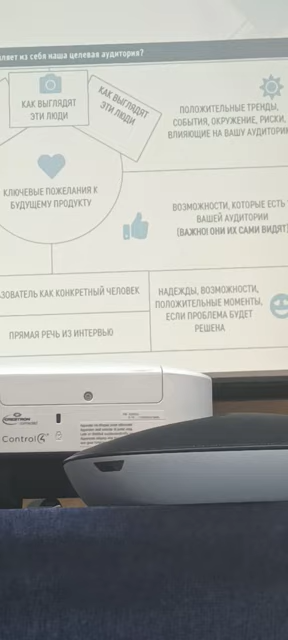 ляет из себя наша целевая аудитория?
КАК ВЫГЛЯДЯТ
ЭТИ ЛЮДИ
КАК ВЫГЛЯДЯТ
ЭТИ ЛЮДИ
ПОЛОЖИТЕЛЬНЫЕ ТРЕНДЫ,
СОБЫТИЯ, ОКРУЖЕНИЕ, РИСКИ,
ВЛИЯЮЩИЕ НА ВАШУ АУДИТОРИ
КЛЮЧЕВЫЕ ПОЖЕЛАНИЯ К
БУДУЩЕМУ ПРОДУКТУ
ВОЗМОЖНОСТИ, КОТОРЫЕ ЕСТЬ
ВАШЕЙ АУДИТОРИИ
(ВАЖНО! ОНИ ИХ САМИ ВИДЯТ)
ЗОВАТЕЛЬ КАК КОНКРЕТНЫЙ ЧЕЛОВЕК
НАДЕЖДЫ, ВОЗМОЖНОСТИ,
ПОЛОЖИТЕЛЬНЫЕ МОМЕНТЫ,
ЕСЛИ ПРОБЛЕМА БУДЕТ
РЕШЕНА
ПРЯМАЯ РЕЧЬ ИЗ ИНТЕРВЬЮ
CRESTRON
Control4